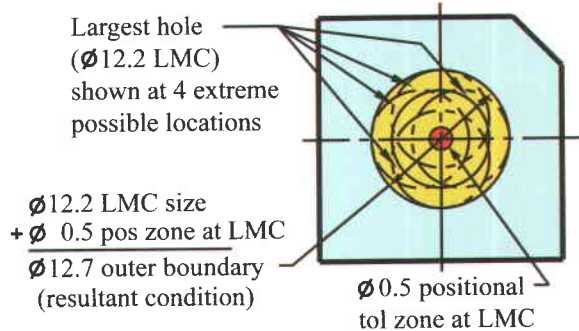 Largest hole
(Ø12.2 LMC)
shown at 4 extreme
possible locations
Ø12.2 LMC size
+ Ø 0.5 pos zone at LMC
Ø12.7 outer boundary
(resultant condition)
Ø0.5 positional
tol zone at LMC